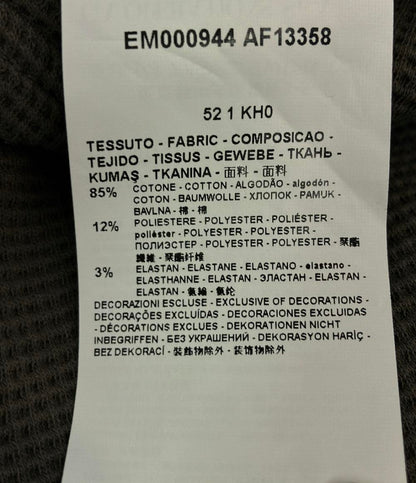 EM000944 AF13358
52 1 KH0
TESSUTO - FABRIC - COMPOSICAO -
TEJIDO - TISSUS - GEWEBE - ТКАНЬ -
KUMAŞ - TKANINA - 面料 - 面料
85% COTONE - COTTON - ALGODÃO - algodón -
COTON - BAUMWOLLE - ХЛОПОК - PAMUK -
BAVLNA - 棉 - 棉
12% POLIESTERE - POLYESTER - POLIÉSTER -
poliéster - POLYESTER - POLYESTER -
ПОЛИЭСТЕР - POLYESTER - POLYESTER - 聚酯
纖維 - 聚酯纤维
3% ELASTAN - ELASTANE - ELASTANO - elastano -
ELASTHANNE - ELASTAN - ЭЛАСТАН - ELASTAN -
ELASTAN - 氨綸 - 氨纶
DECORAZIONI ESCLUSE - EXCLUSIVE OF DECORATIONS -
DECORAÇÕES EXCLUÍDAS - DECORACIONES EXCLUIDAS
- DÉCORATIONS EXCLUES - DEKORATIONEN NICHT
INBEGRIFFEN - БЕЗ УКРАШЕНИЙ - DEKORASYON HARİÇ -
BEZ DEKORACÍ - 裝飾物除外 - 装饰物除外